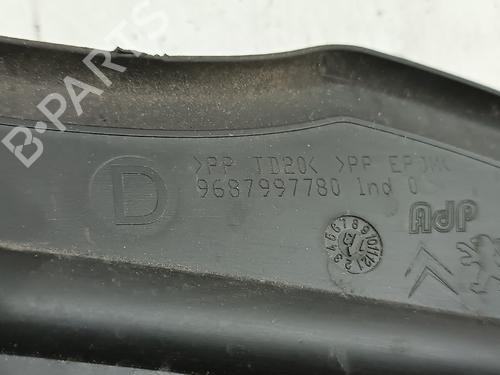 B-PARTS
>PP TD20< >PP EPDM<
9687997780 Ind 0
D
AdP